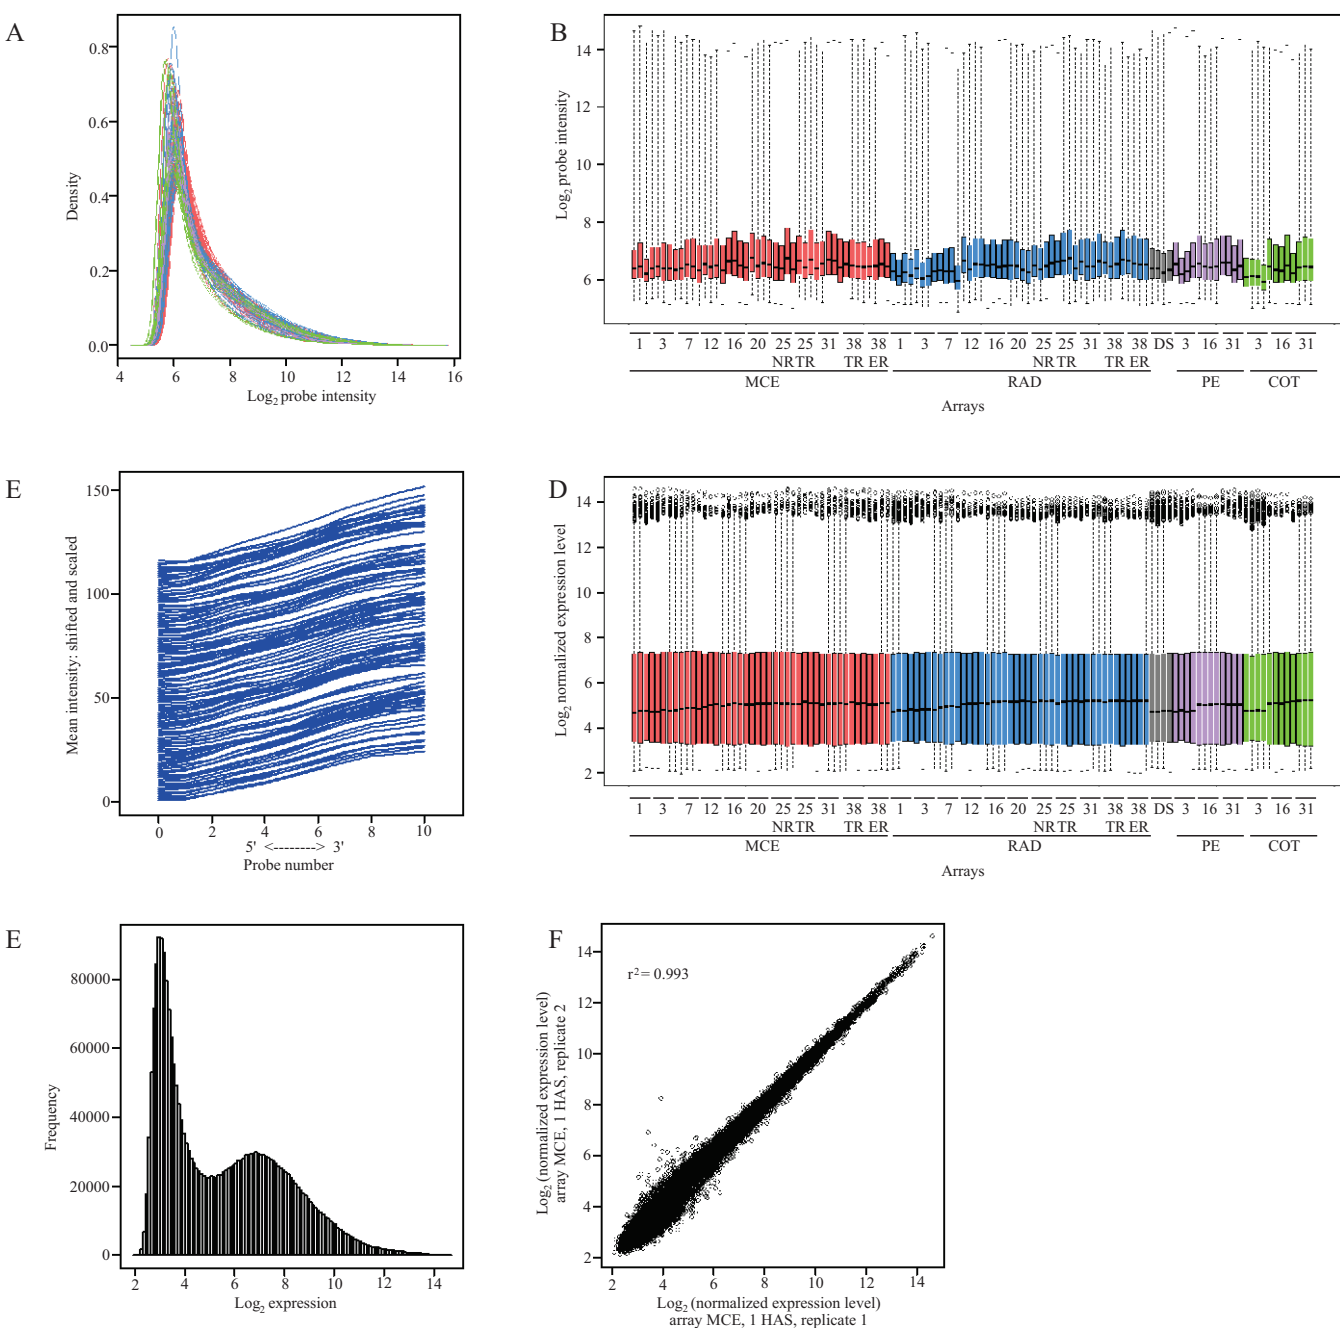 A
0.8
0.6
0.4
0.2
0.0
Density
4 6 8 10 12 14 16
Log2 probe intensity
B
14
12
10
8
6
Log2 probe intensity
1 3 7 12 16 20 25 25 31 38 38 1 3 7 12 16 20 25 25 31 38 38 DS 3 16 31 3 16 31
NR TR TR ER NR TR TR ER
MCE RAD PE COT
Arrays
E
150
100
50
0
Mean intensity: shifted and scaled
0 2 4 6 8 10
5' <--------> 3'
Probe number
D
14
12
10
8
6
4
2
Log2 normalized expression level
1 3 7 12 16 20 25 25 31 38 38 1 3 7 12 16 20 25 25 31 38 38 DS 3 16 31 3 16 31
NR TR TR ER NR TR TR ER
MCE RAD PE COT
Arrays
E
80000
60000
40000
20000
0
Frequency
2 4 6 8 10 12 14
Log2 expression
F
r2 = 0.993
14
12
10
8
6
4
2
Log2 (normalized expression level)
array MCE, 1 HAS, replicate 2
2 4 6 8 10 12 14
Log2 (normalized expression level)
array MCE, 1 HAS, replicate 1